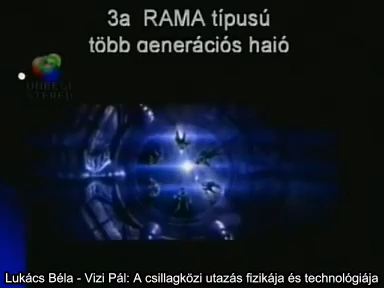 3a RAMA típusú
több generációs hajó
Lukács Béla - Vizi Pál: A csillagközi utazás fizikája és technológiája